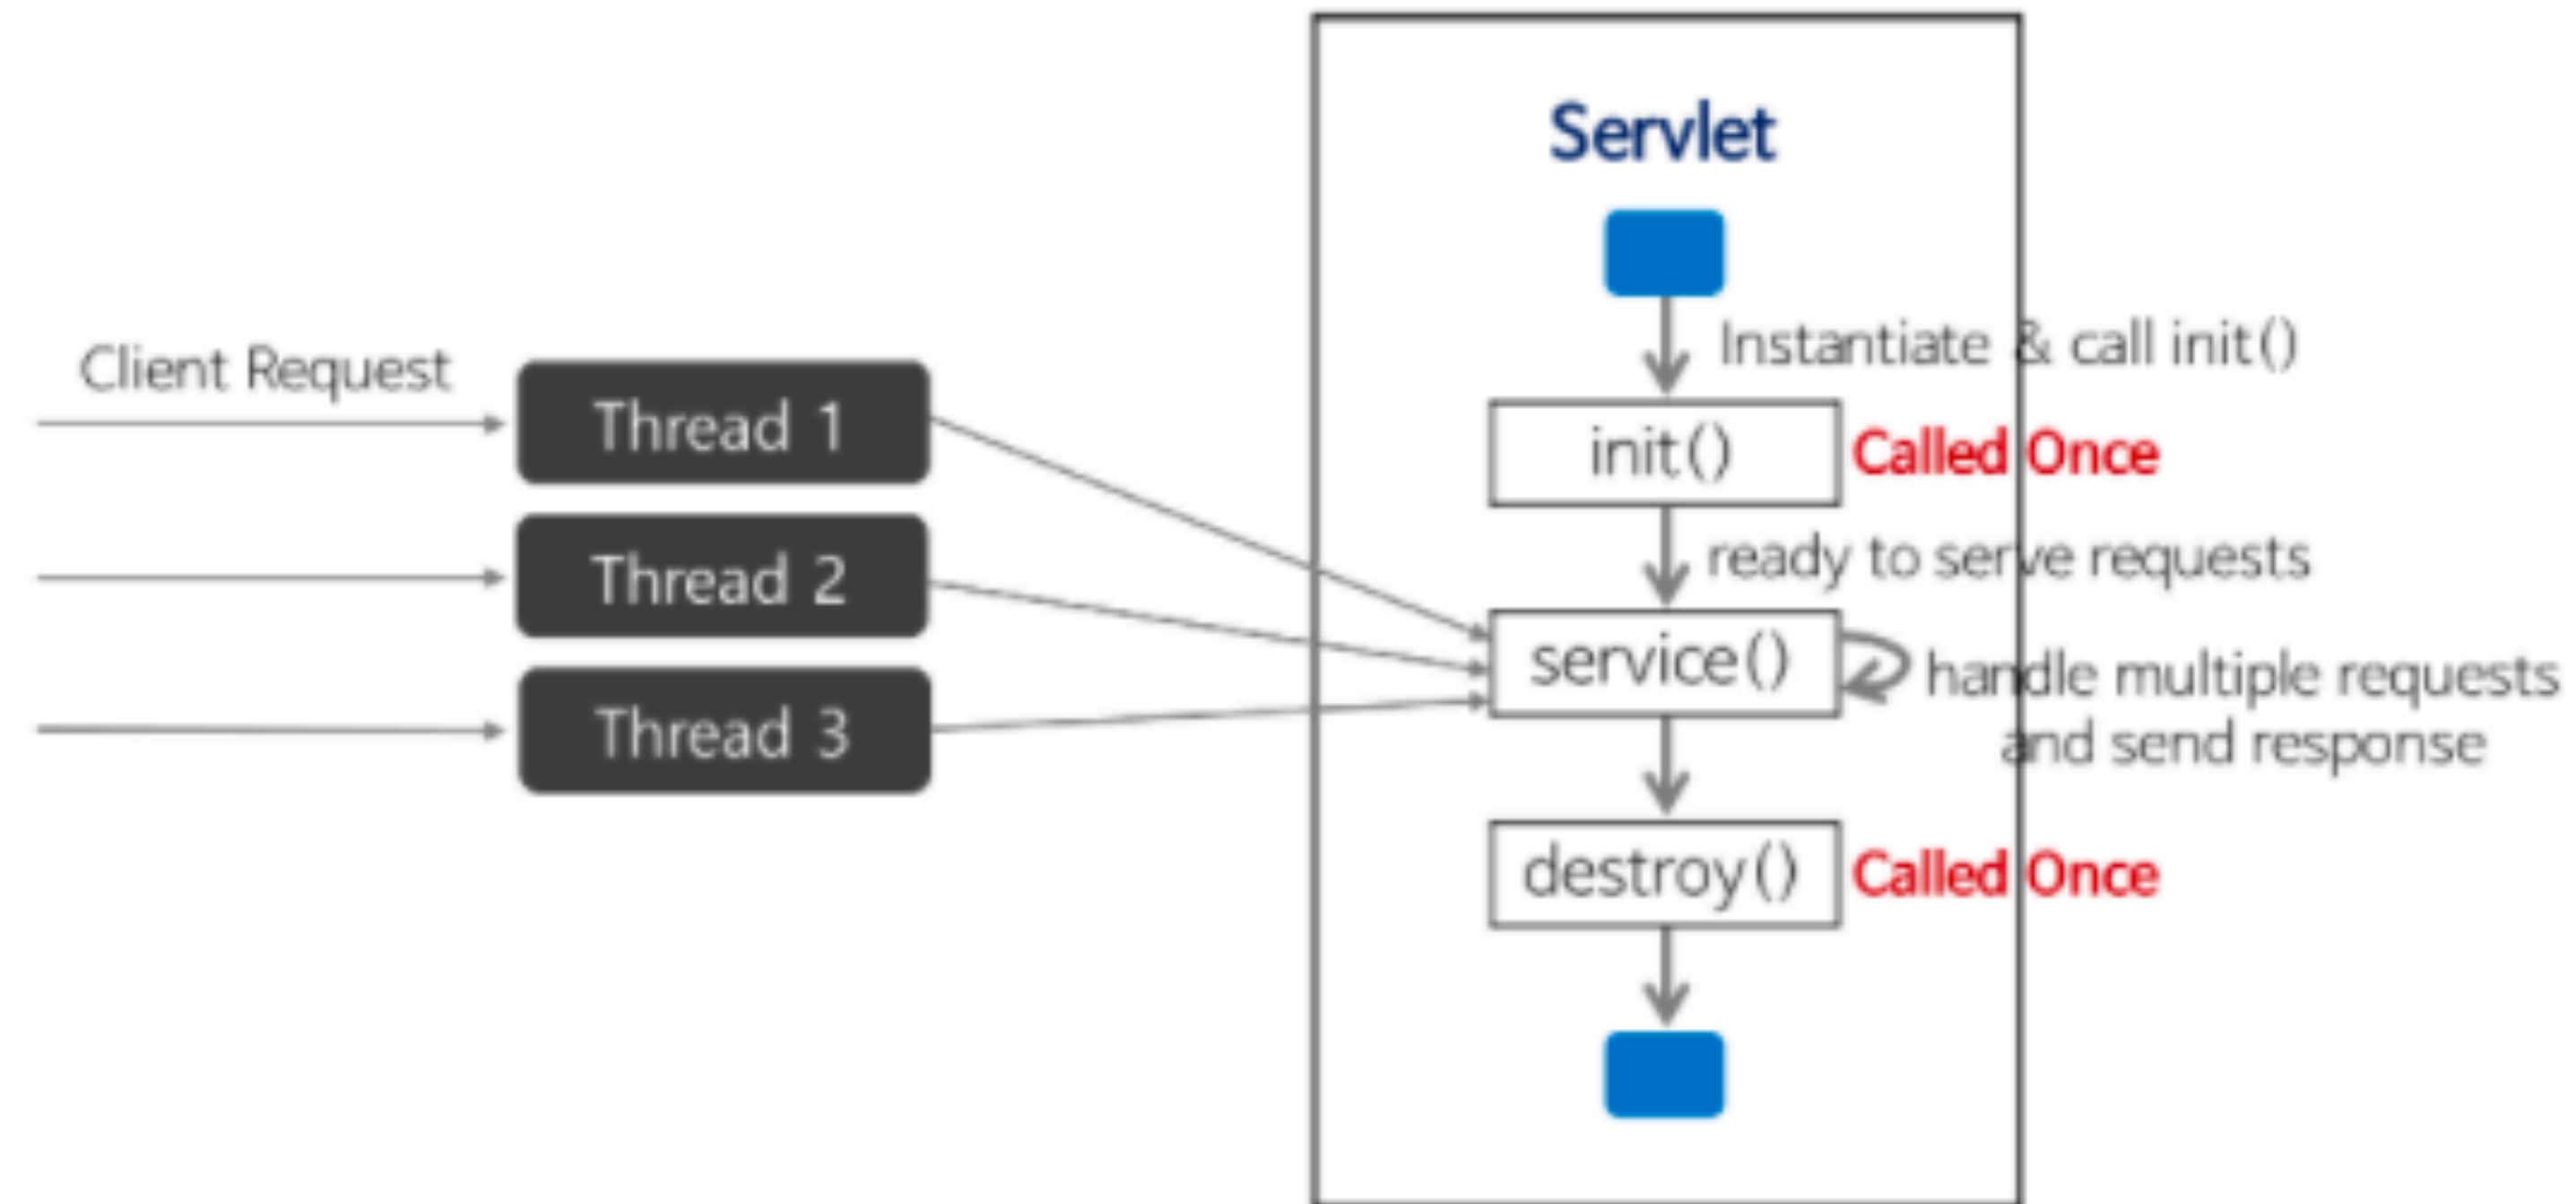 Servlet
Instantiate & call init()
Client Request
Thread 1
init()
Called Once
ready to serve requests
Thread 2
service()
handle multiple requests
and send response
Thread 3
destroy()
Called Once